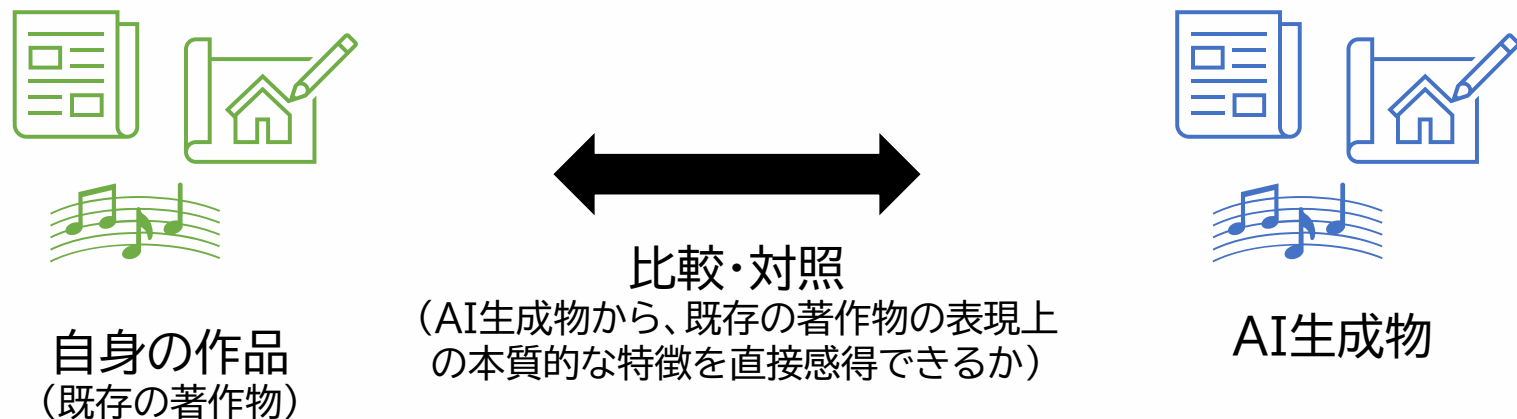 自身の作品
（既存の著作物）
比較・対照
（AI生成物から、既存の著作物の表現上
の本質的な特徴を直接感得できるか）
AI生成物